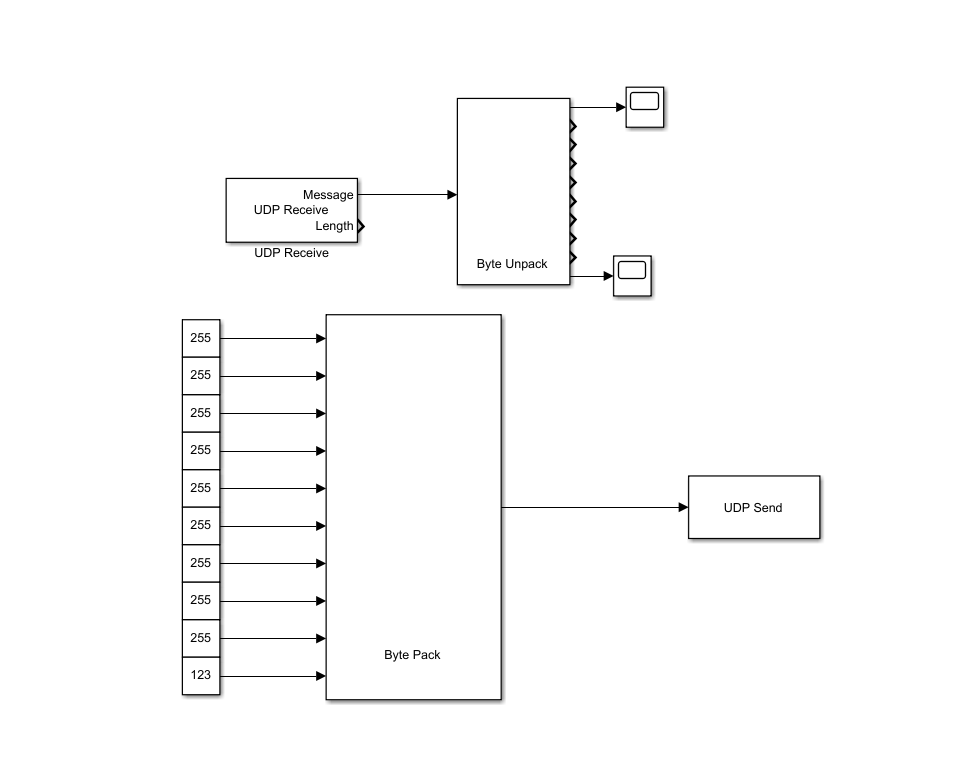 Message
UDP Receive
Length
UDP Receive
Byte Unpack
255
255
255
255
255
255
255
255
255
123
Byte Pack
UDP Send